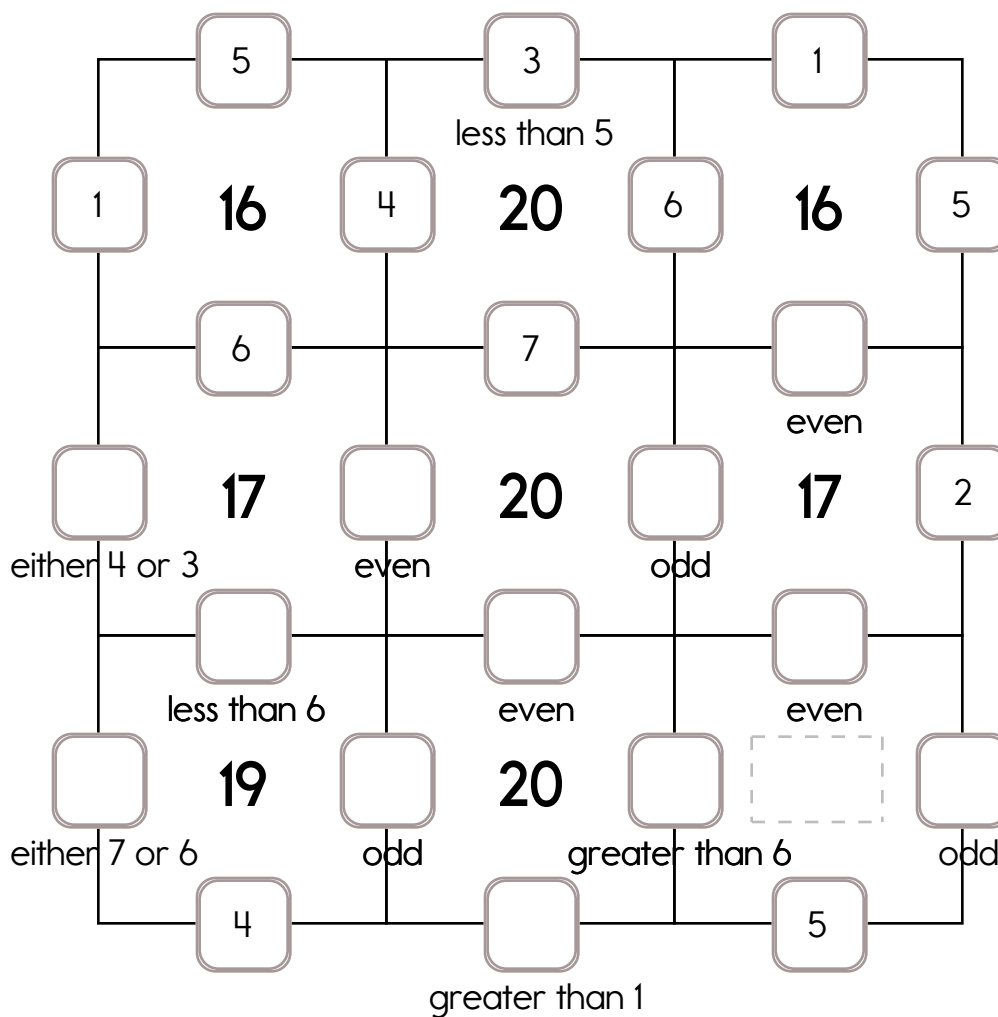 5 3 1
less than 5
1 16 4 20 6 16 5
6 7
even
17 20 17 2
either 4 or 3 even odd
less than 6 even even
19 20
either 7 or 6 odd greater than 6 odd
4 5
greater than 1